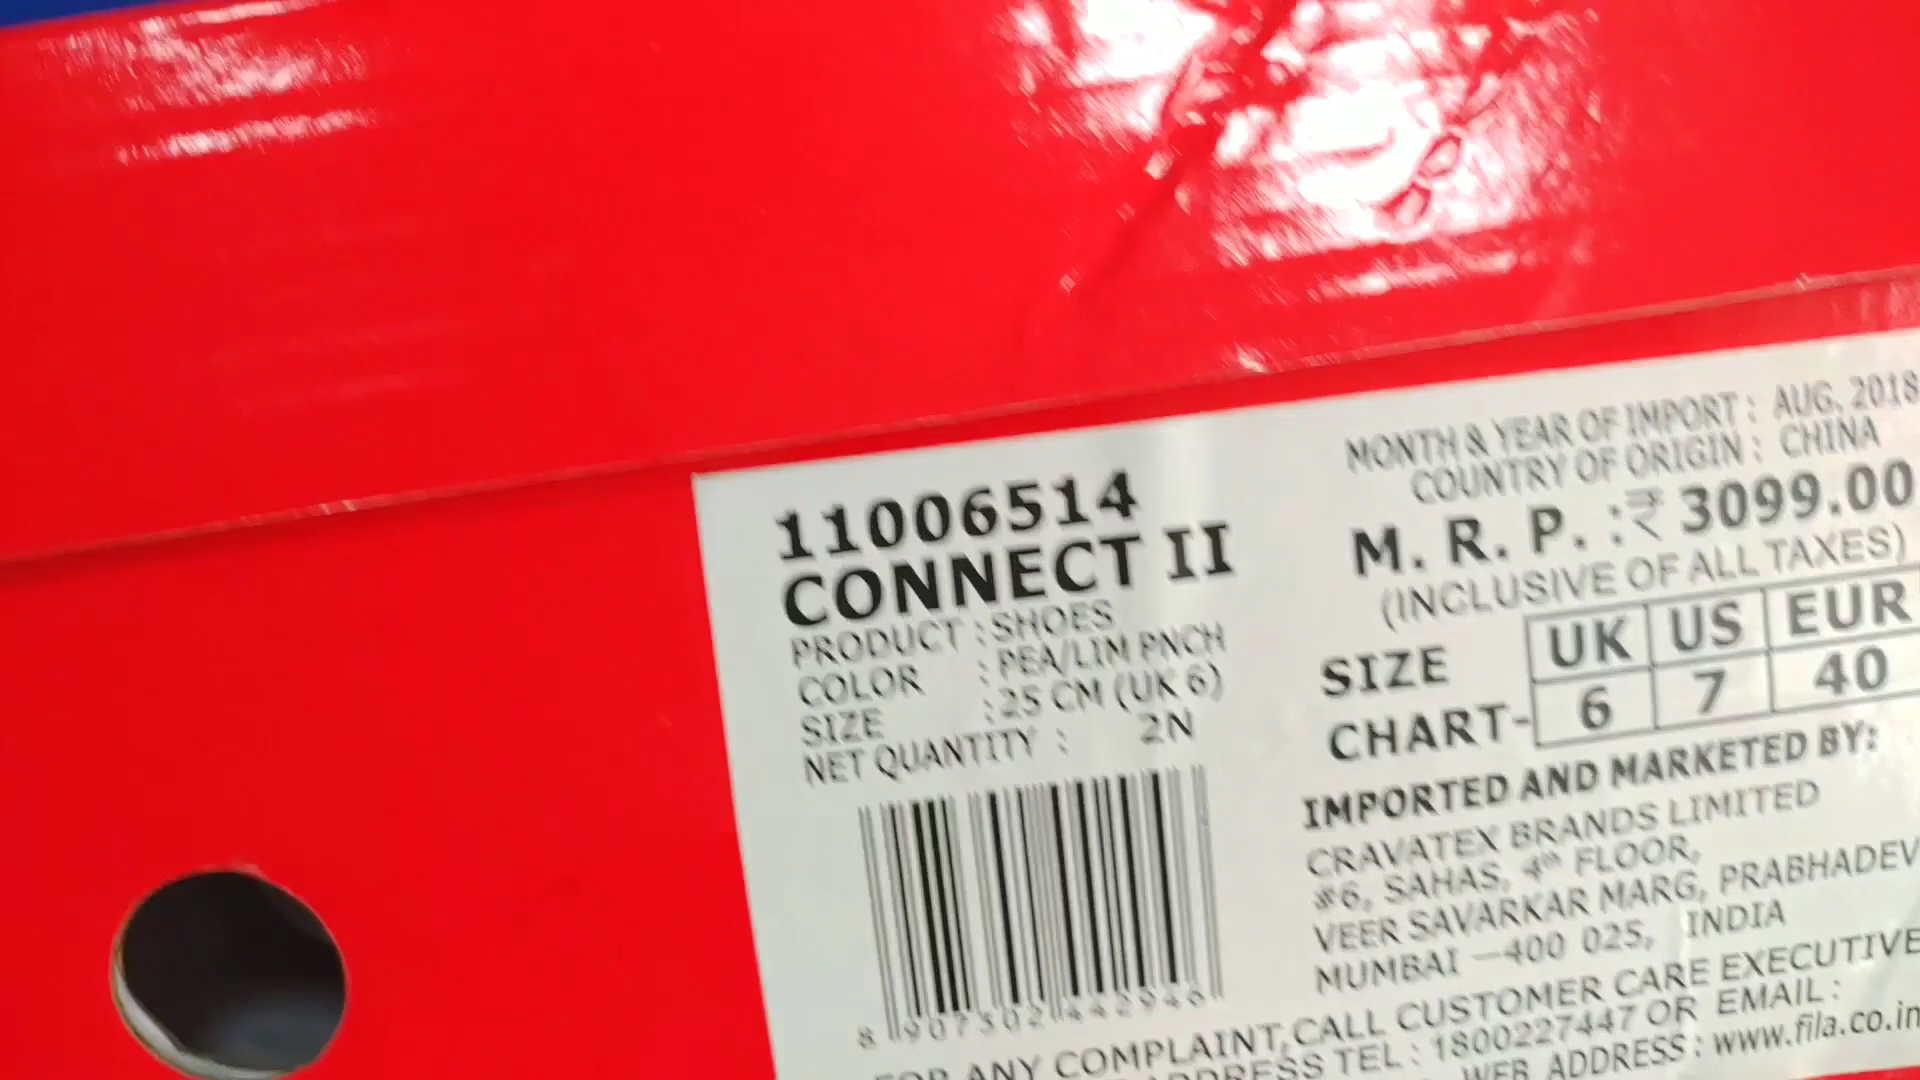 11006514
CONNECT II
PRODUCT : SHOES
COLOR : PEA/LIM PNCH
SIZE : 25 CM (UK 6)
NET QUANTITY : 2N
8 907302 442946
MONTH & YEAR OF IMPORT : AUG. 2018
COUNTRY OF ORIGIN : CHINA
M. R. P. :₹ 3099.00
(INCLUSIVE OF ALL TAXES)
SIZE CHART-
UK US EUR
6 7 40
IMPORTED AND MARKETED BY:
CRAVATEX BRANDS LIMITED
#6, SAHAS, 4th FLOOR,
VEER SAVARKAR MARG, PRABHADEV
MUMBAI –400 025, INDIA
FOR ANY COMPLAINT, CALL CUSTOMER CARE EXECUTIVE
ADDRESS TEL : 1800227447 OR EMAIL :
WEB ADDRESS : www.fila.co.in